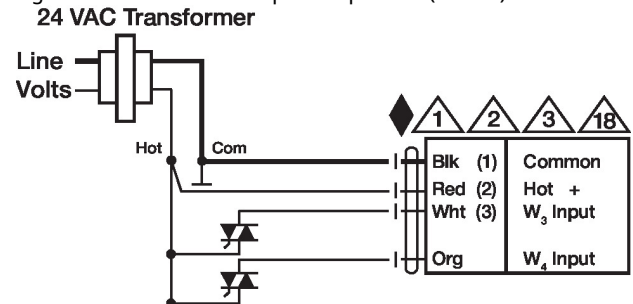 24 VAC Transformer
Line
Volts
Hot
Com
1
2
3
18
Blk (1) Common
Red (2) Hot +
Wht (3) W3 Input
Org W4 Input